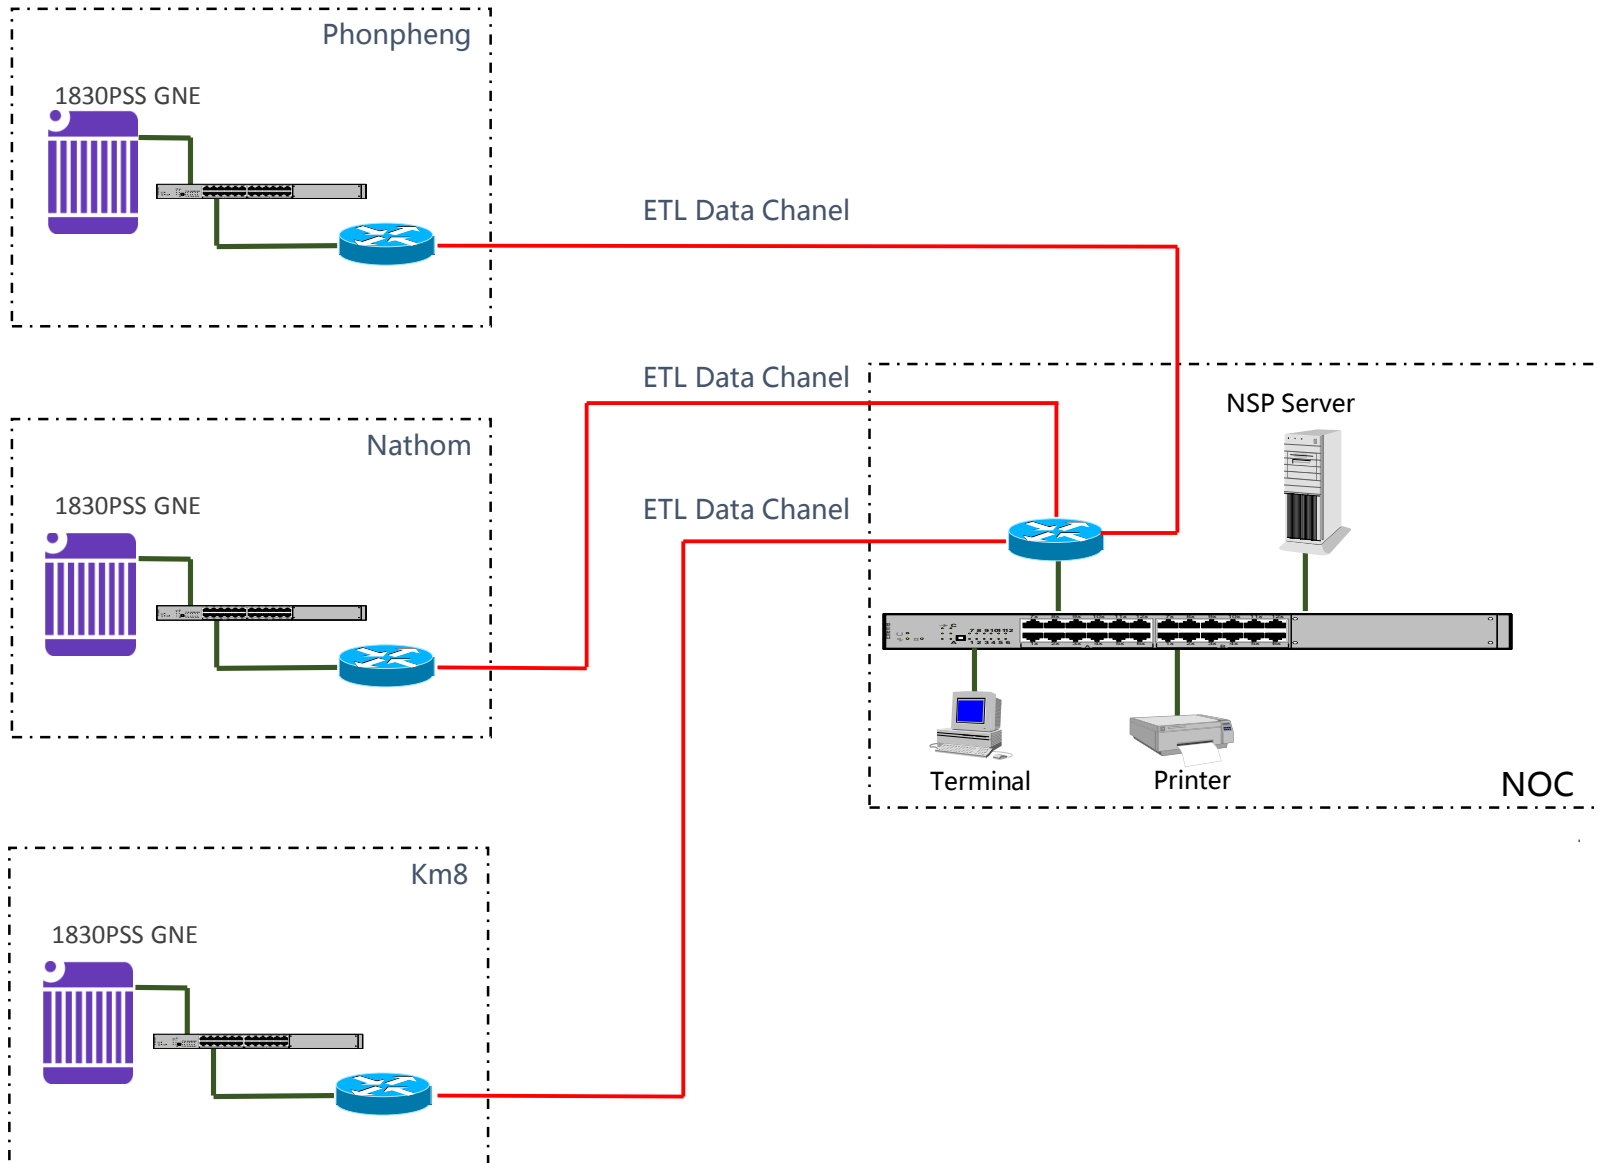 Phonpheng
1830PSS GNE
ETL Data Chanel
ETL Data Chanel
NSP Server
Nathom
1830PSS GNE
ETL Data Chanel
Terminal
Printer
NOC
Km8
1830PSS GNE